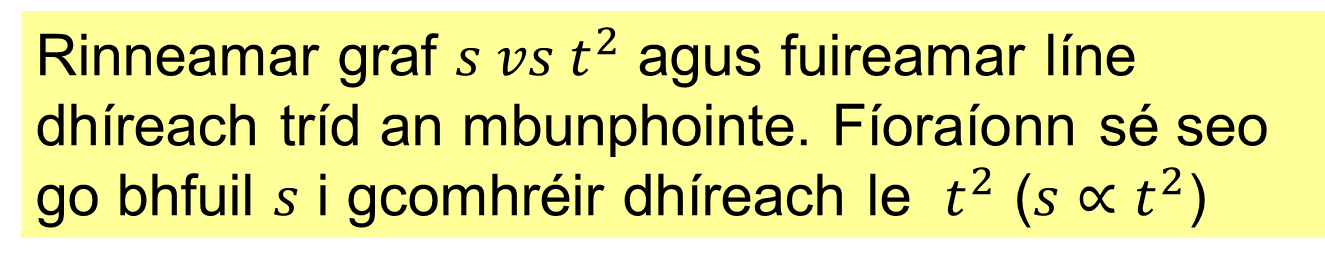 Rinneamar graf s vs t² agus fuireamar líne
dhíreach tríd an mbunphointe. Fíoraíonn sé seo
go bhfuil s i gcomhréir dhíreach le t² (s ∝ t²)